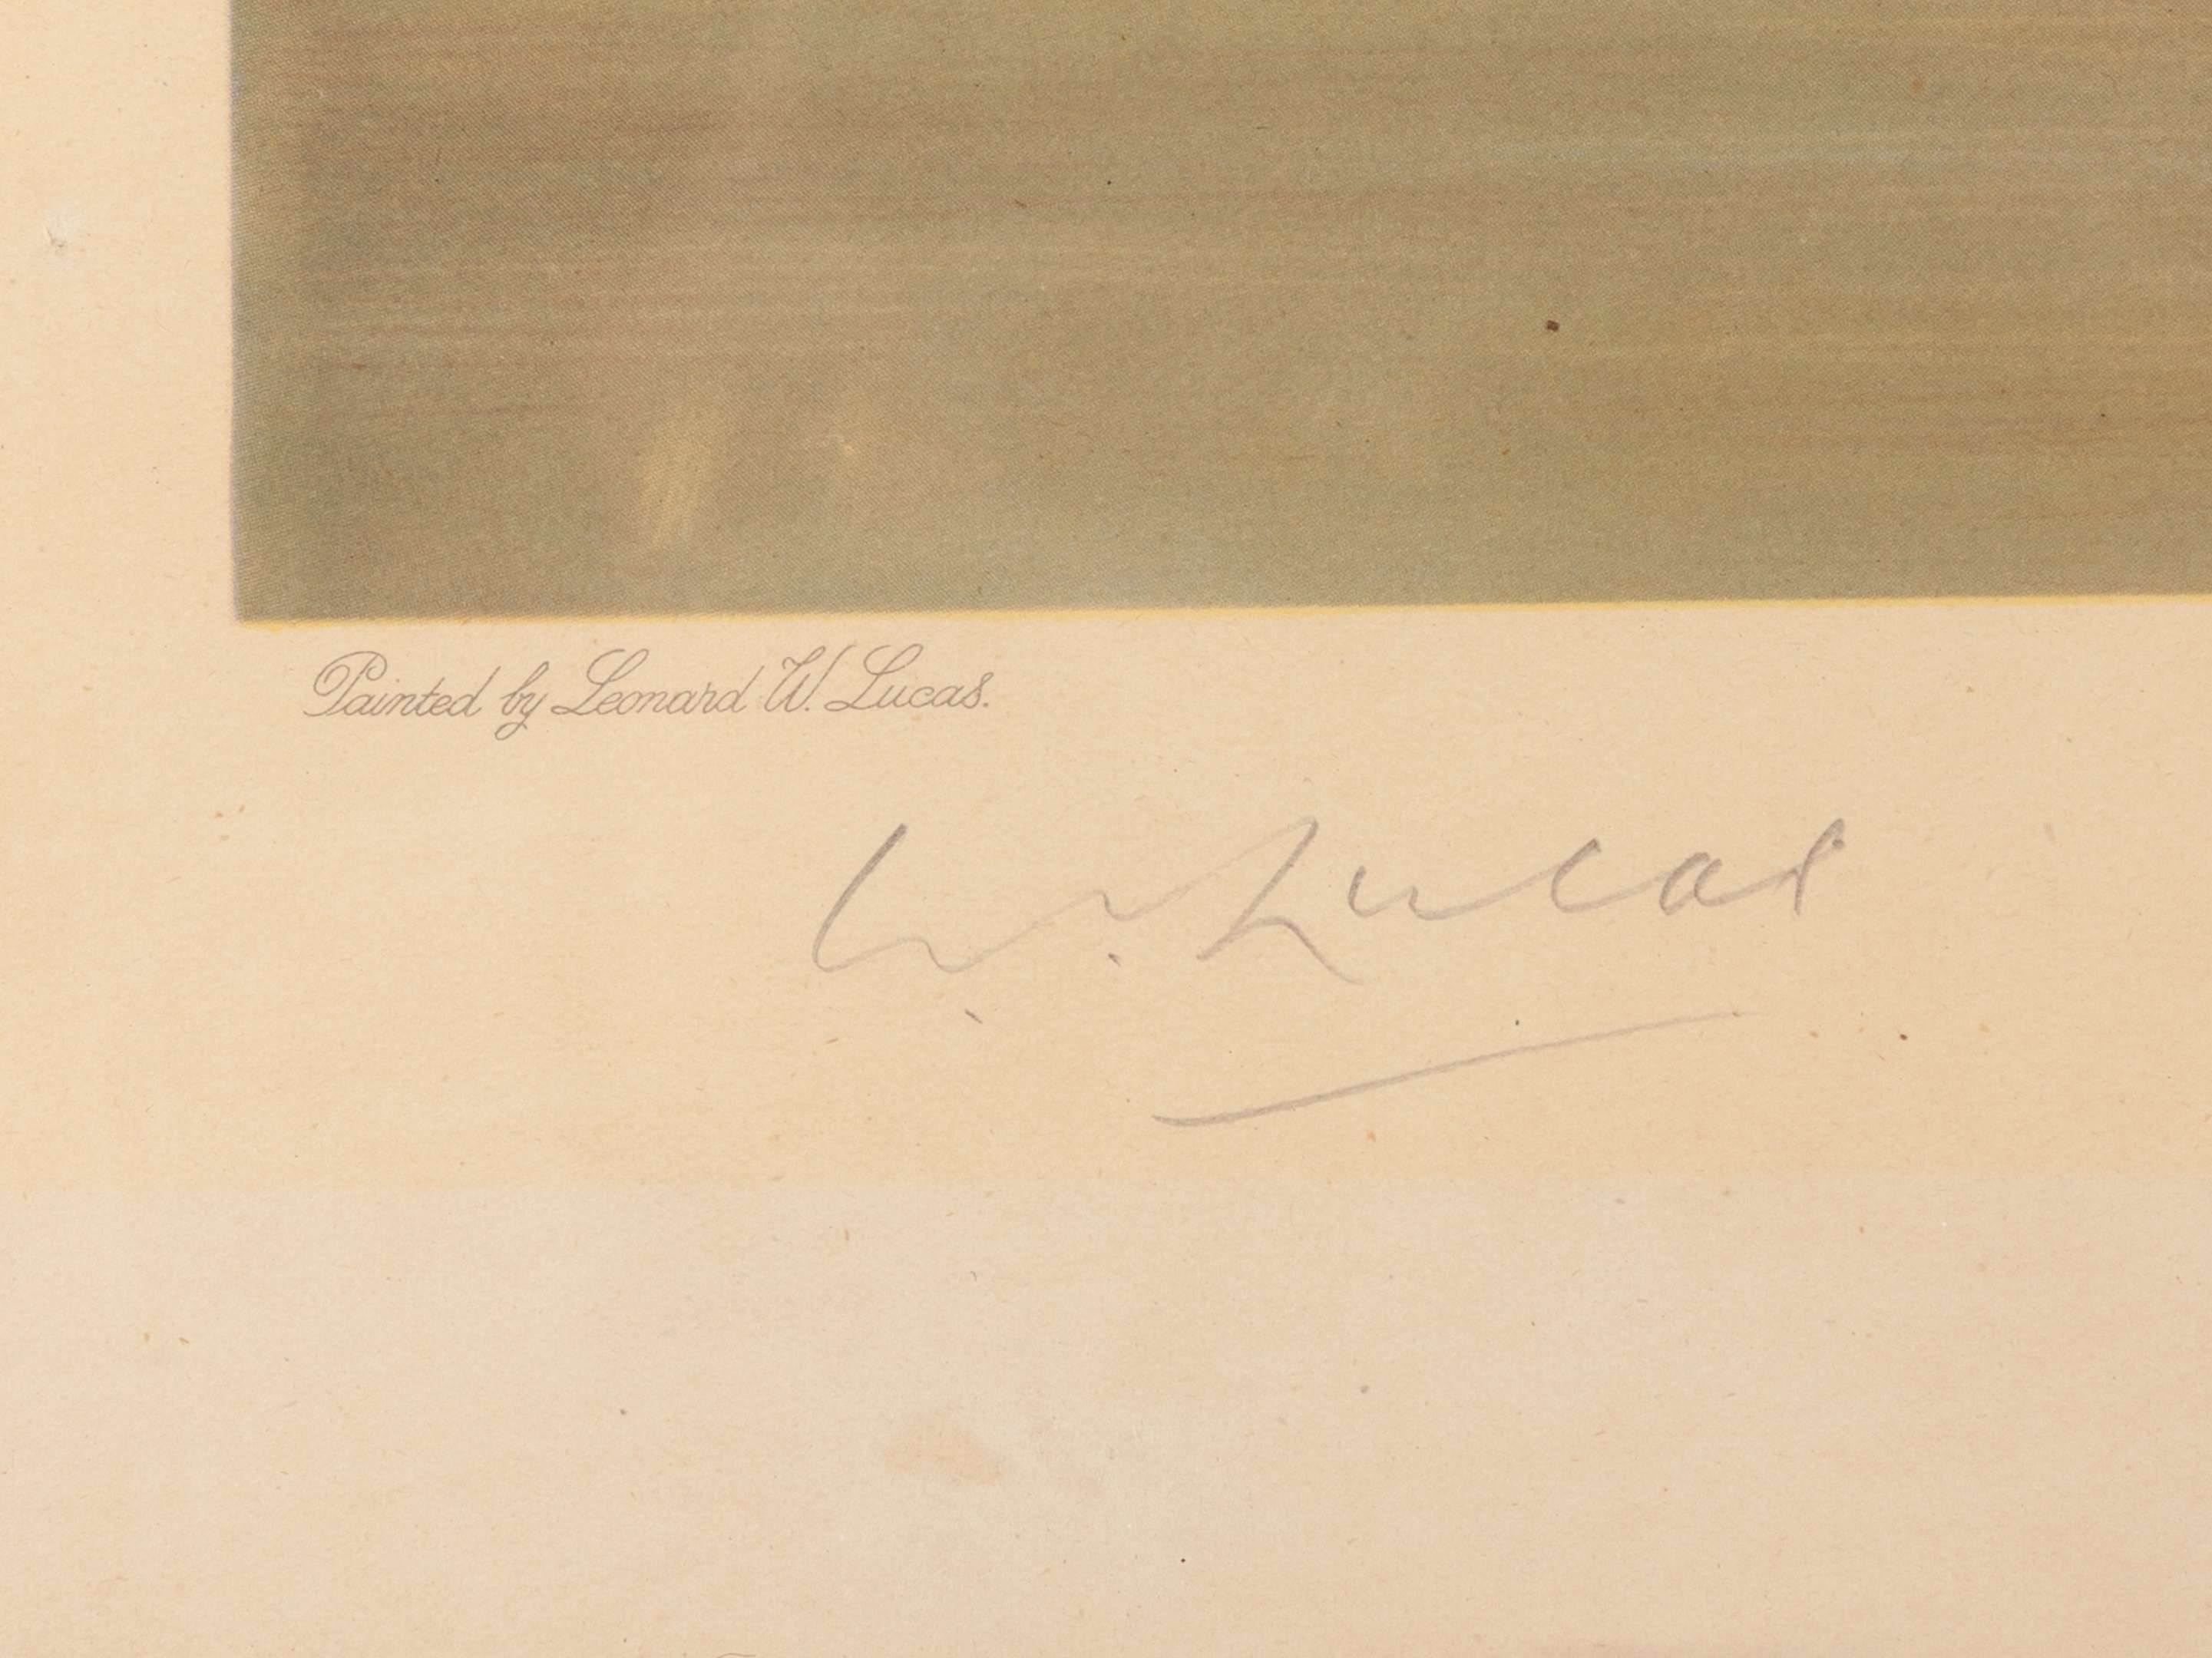 Painted by Leonard W. Lucas.
W. Lucas